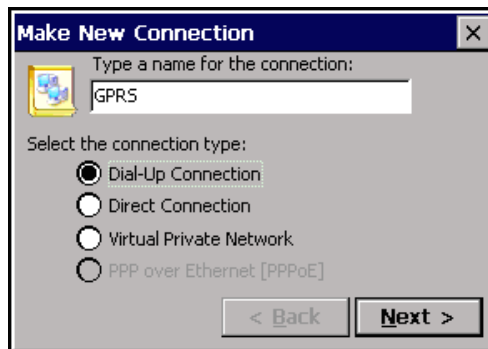 Make New Connection
Type a name for the connection:
GPRS
Select the connection type:
Dial-Up Connection
Direct Connection
Virtual Private Network
PPP over Ethernet [PPPoE]
< Back Next >